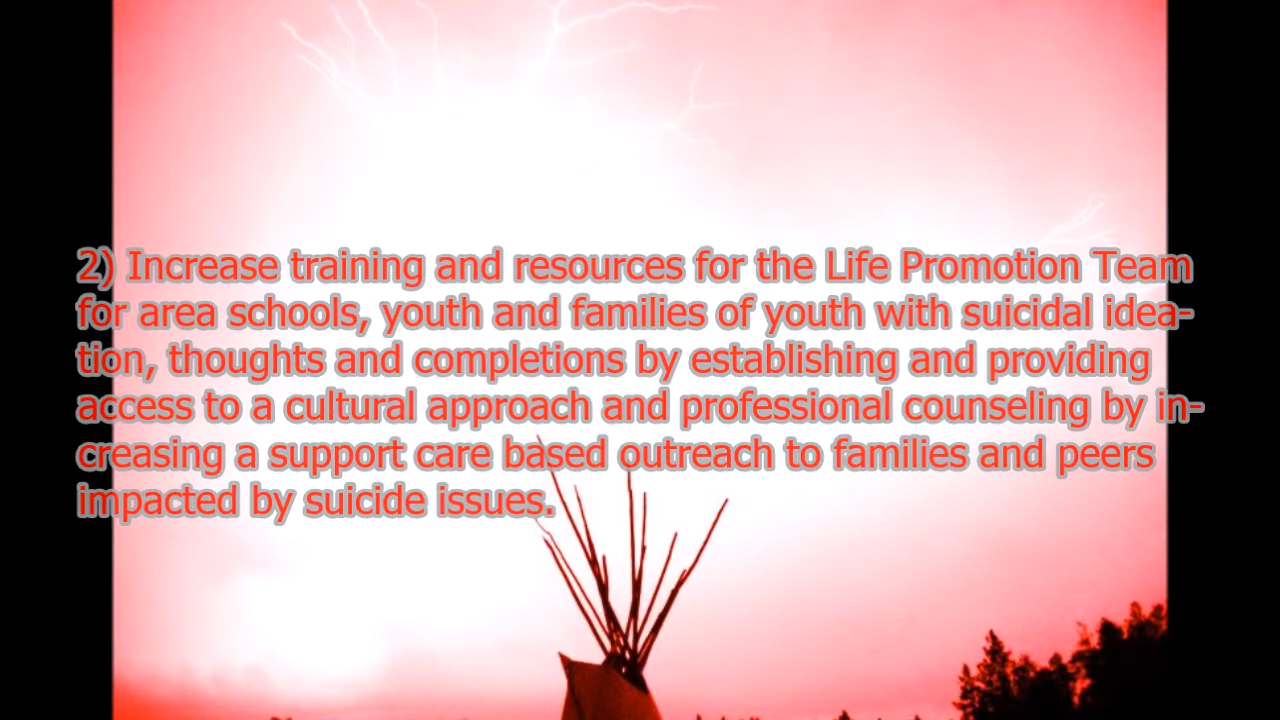 2) Increase training and resources for the Life Promotion Team
for area schools, youth and families of youth with suicidal idea-
tion, thoughts and completions by establishing and providing
access to a cultural approach and professional counseling by in-
creasing a support care based outreach to families and peers
impacted by suicide issues.